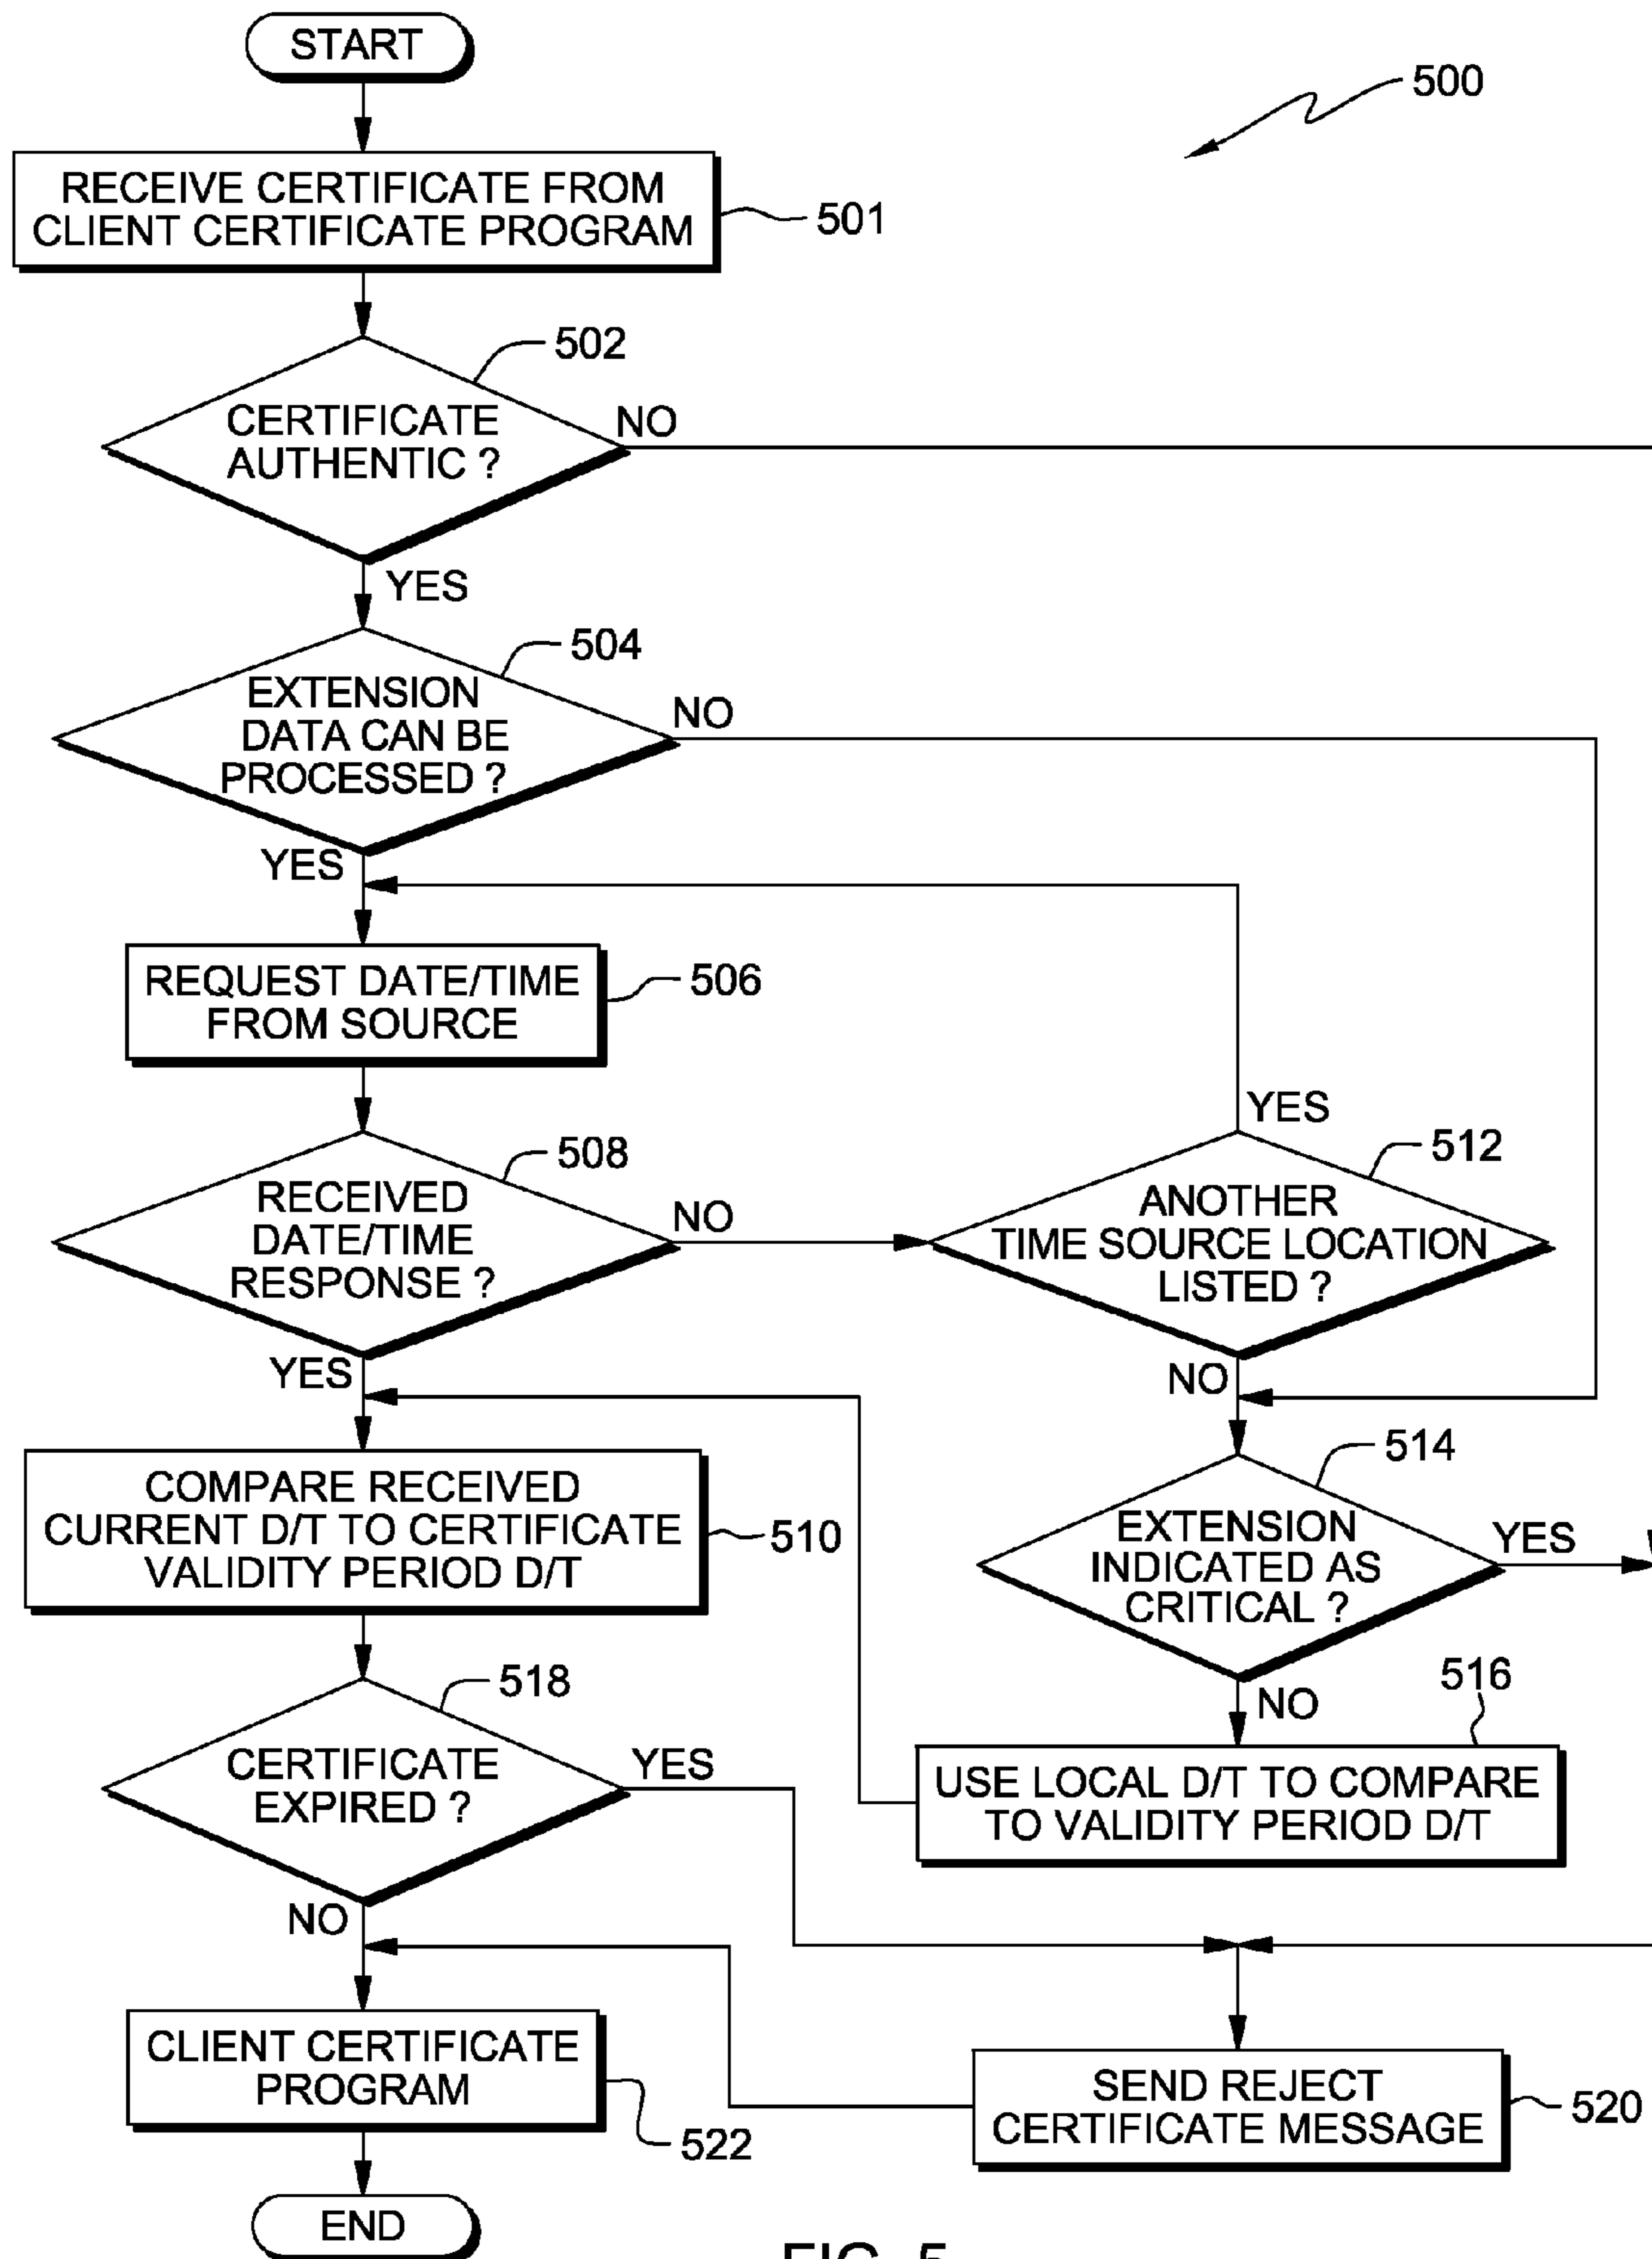 START
500
RECEIVE CERTIFICATE FROM
CLIENT CERTIFICATE PROGRAM
501
502
CERTIFICATE
AUTHENTIC ?
NO
YES
504
EXTENSION
DATA CAN BE
PROCESSED ?
NO
YES
REQUEST DATE/TIME
FROM SOURCE
506
508
RECEIVED
DATE/TIME
RESPONSE ?
NO
YES
YES
512
ANOTHER
TIME SOURCE LOCATION
LISTED ?
NO
COMPARE RECEIVED
CURRENT D/T TO CERTIFICATE
VALIDITY PERIOD D/T
510
514
EXTENSION
INDICATED AS
CRITICAL ?
YES
NO
518
CERTIFICATE
EXPIRED ?
YES
NO
516
USE LOCAL D/T TO COMPARE
TO VALIDITY PERIOD D/T
CLIENT CERTIFICATE
PROGRAM
522
SEND REJECT
CERTIFICATE MESSAGE
520
END
FIG. 5